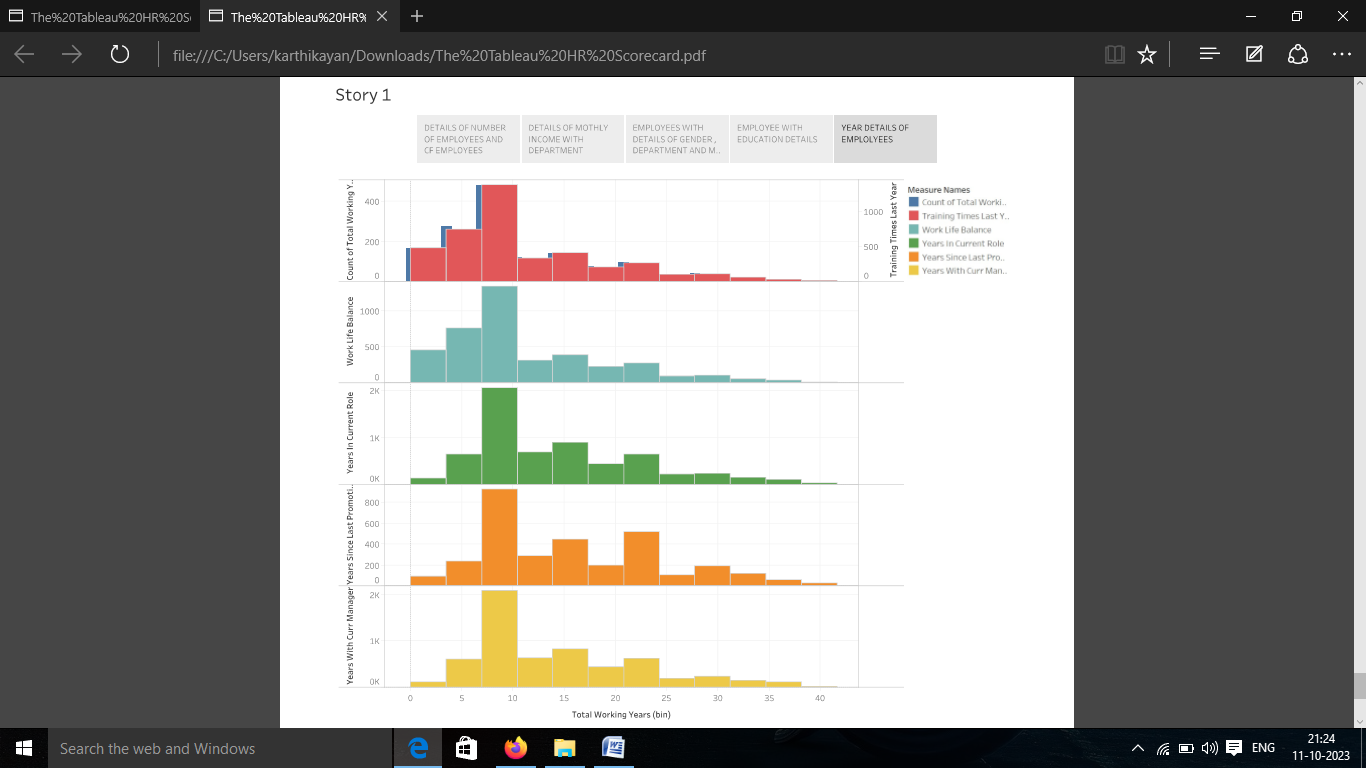 The%20Tableau%20HR%20S
The%20Tableau%20HR%
file:///C:/Users/karthikayan/Downloads/The%20Tableau%20HR%20Scorecard.pdf
Story 1
DETAILS OF NUMBER
OF EMPLOYEES AND
CF EMPLOYEES
DETAILS OF MOTHLY
INCOME WITH
DEPARTMENT
EMPLOYEES WITH
DETAILS OF GENDER ,
DEPARTMENT AND M..
EMPLOYEE WITH
EDUCATION DETAILS
YEAR DETAILS OF
EMPLOLYEES
Count of Total Working Y..
400
200
0
Training Times Last Year
1000
500
0
Measure Names
Count of Total Worki..
Training Times Last Y..
Work Life Balance
Years In Current Role
Years Since Last Pro..
Years With Curr Man..
Work Life Balance
1000
500
0
Years In Current Role
2K
1K
0K
Years Since Last Promoti..
800
600
400
200
0
Years With Curr Manager
2K
1K
0K
0 5 10 15 20 25 30 35 40
Total Working Years (bin)
Search the web and Windows
ENG
21:24
11-10-2023